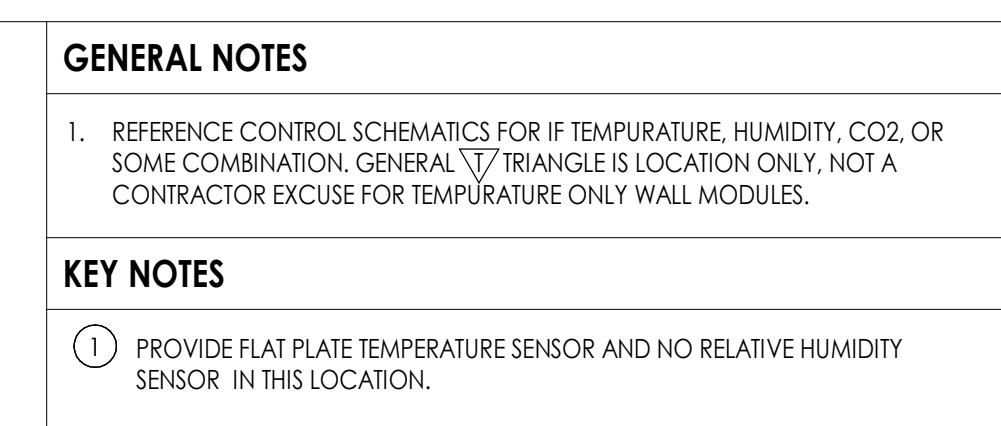 GENERAL NOTES
1. REFERENCE CONTROL SCHEMATICS FOR IF TEMPURATURE, HUMIDITY, CO2, OR
SOME COMBINATION. GENERAL T TRIANGLE IS LOCATION ONLY, NOT A
CONTRACTOR EXCUSE FOR TEMPURATURE ONLY WALL MODULES.
KEY NOTES
1 PROVIDE FLAT PLATE TEMPERATURE SENSOR AND NO RELATIVE HUMIDITY
SENSOR IN THIS LOCATION.